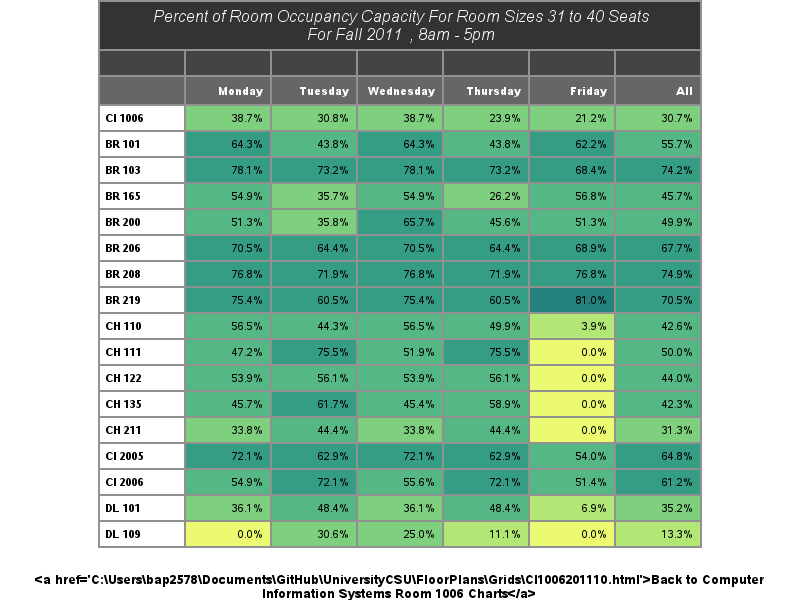 Percent of Room Occupancy Capacity For Room Sizes 31 to 40 Seats
For Fall 2011 , 8am - 5pm
Monday Tuesday Wednesday Thursday Friday All
CI 1006 38.7% 30.8% 38.7% 23.9% 21.2% 30.7%
BR 101 64.3% 43.8% 64.3% 43.8% 62.2% 55.7%
BR 103 78.1% 73.2% 78.1% 73.2% 68.4% 74.2%
BR 165 54.9% 35.7% 54.9% 26.2% 56.8% 45.7%
BR 200 51.3% 35.8% 65.7% 45.6% 51.3% 49.9%
BR 206 70.5% 64.4% 70.5% 64.4% 68.9% 67.7%
BR 208 76.8% 71.9% 76.8% 71.9% 76.8% 74.9%
BR 219 75.4% 60.5% 75.4% 60.5% 81.0% 70.5%
CH 110 56.5% 44.3% 56.5% 49.9% 3.9% 42.6%
CH 111 47.2% 75.5% 51.9% 75.5% 0.0% 50.0%
CH 122 53.9% 56.1% 53.9% 56.1% 0.0% 44.0%
CH 135 45.7% 61.7% 45.4% 58.9% 0.0% 42.3%
CH 211 33.8% 44.4% 33.8% 44.4% 0.0% 31.3%
CI 2005 72.1% 62.9% 72.1% 62.9% 54.0% 64.8%
CI 2006 54.9% 72.1% 55.6% 72.1% 51.4% 61.2%
DL 101 36.1% 48.4% 36.1% 48.4% 6.9% 35.2%
DL 109 0.0% 30.6% 25.0% 11.1% 0.0% 13.3%
<a href='C:\Users\bap2578\Documents\GitHub\UniversityCSU\FloorPlans\Grids\CI1006201110.html'>Back to Computer
Information Systems Room 1006 Charts</a>